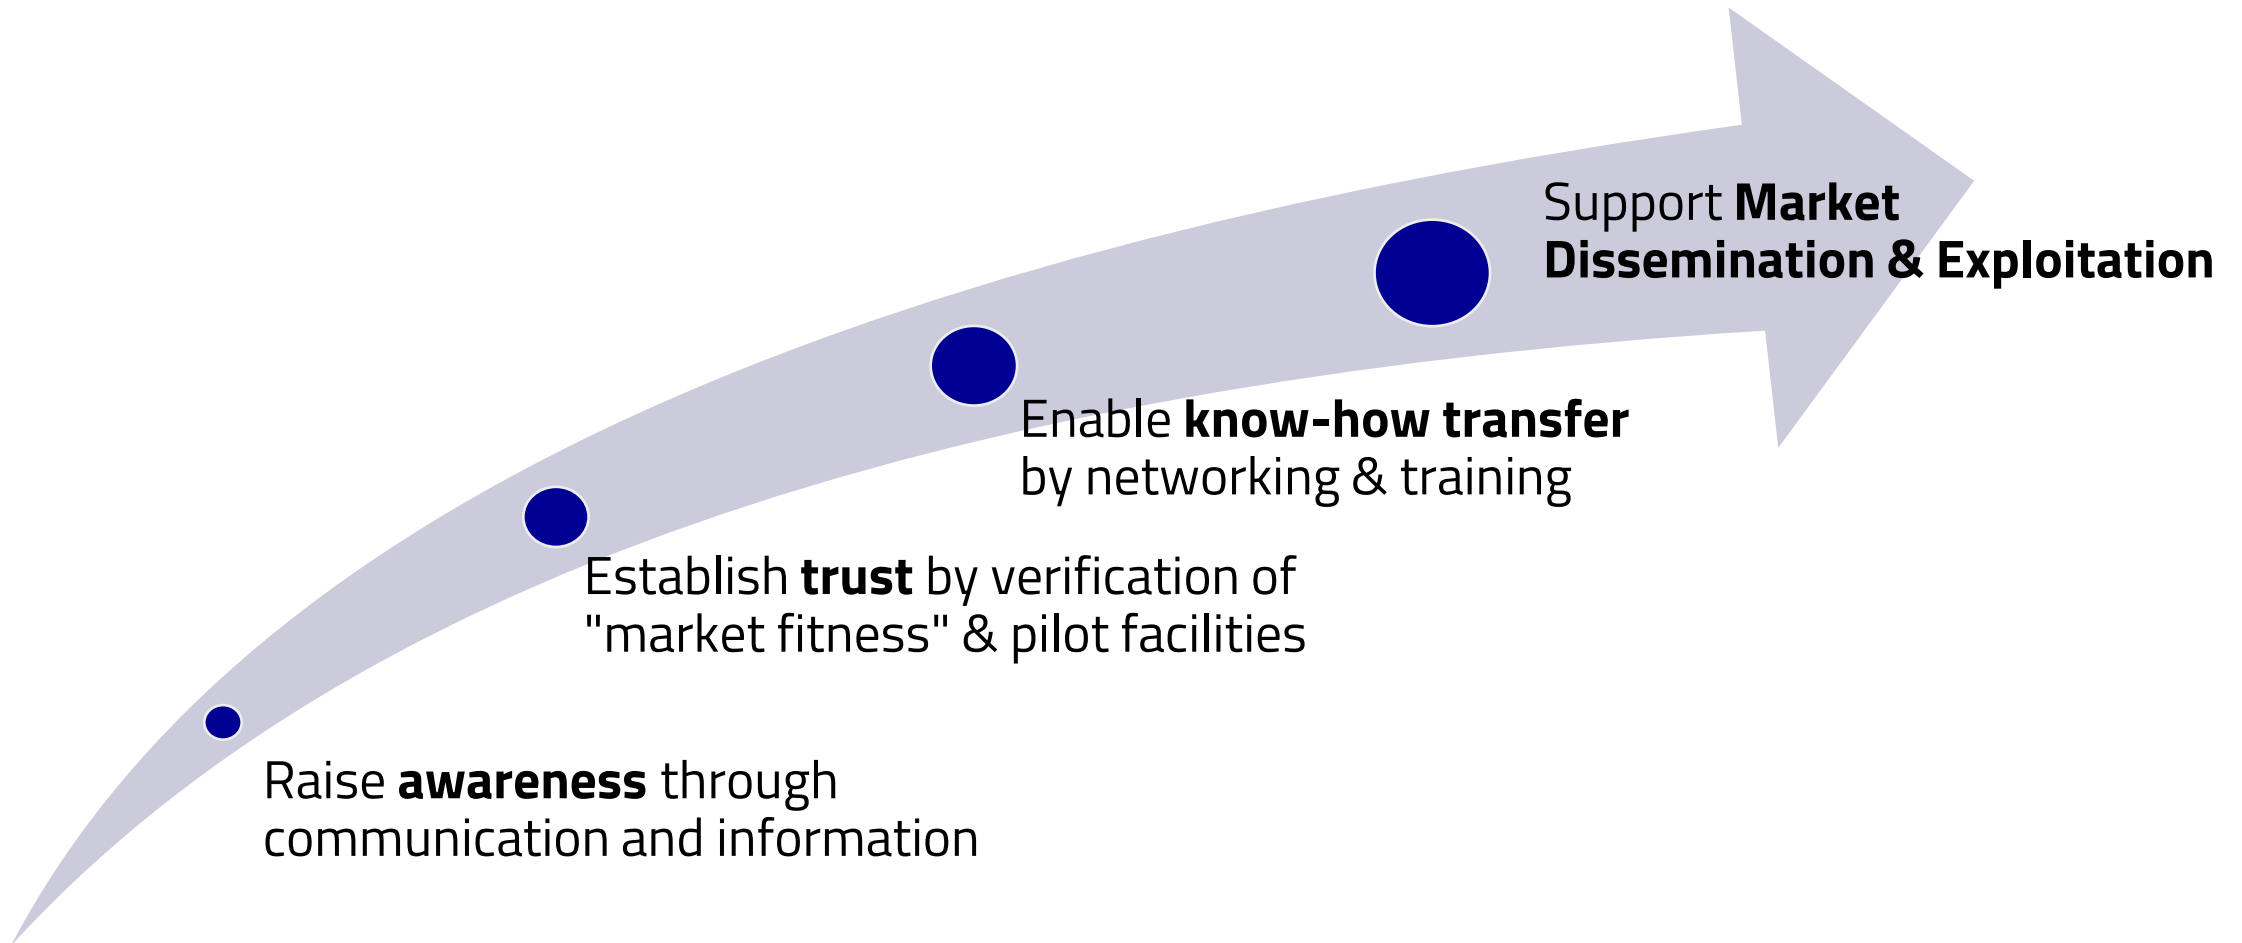 Support Market
Dissemination & Exploitation
Enable know-how transfer
by networking & training
Establish trust by verification of
"market fitness" & pilot facilities
Raise awareness through
communication and information